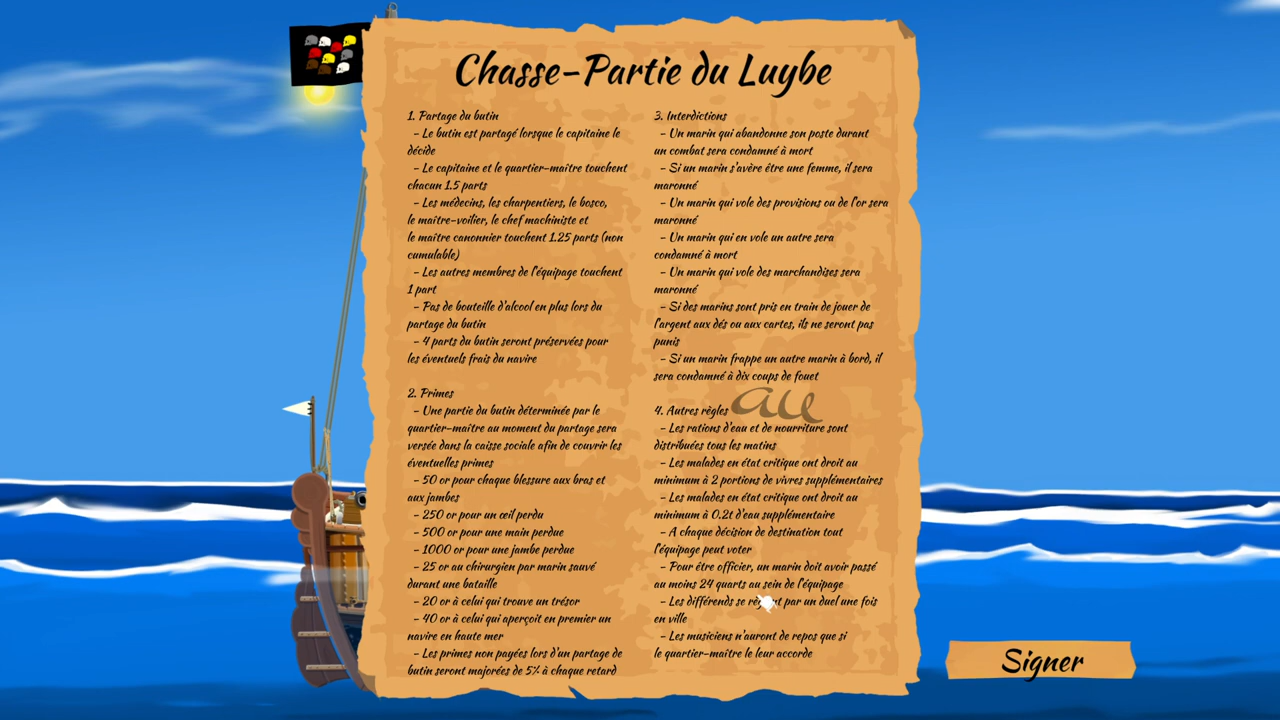 Chasse-Partie du Luybe
1. Partage du butin
- Le butin est partagé lorsque le capitaine le
décide
- Le capitaine et le quartier-maître touchent
chacun 1.5 parts
- Les médecins, les charpentiers, le bosco,
le maître-voilier, le chef machiniste et
le maître canonnier touchent 1.25 parts (non
cumulable)
- Les autres membres de l'équipage touchent
1 part
- Pas de bouteille d'alcool en plus lors du
partage du butin
- 4 parts du butin seront préservées pour
les éventuels frais du navire
2. Primes
- Une partie du butin déterminée par le
quartier-maître au moment du partage sera
versée dans la caisse sociale afin de couvrir les
éventuelles primes
- 50 or pour chaque blessure aux bras et
aux jambes
- 250 or pour un œil perdu
- 500 or pour une main perdue
- 1000 or pour une jambe perdue
- 25 or au chirurgien par marin sauvé
durant une bataille
- 20 or à celui qui trouve un trésor
- 40 or à celui qui aperçoit en premier un
navire en haute mer
- Les primes non payées lors d'un partage de
butin seront majorées de 5% à chaque retard
3. Interdictions
- Un marin qui abandonne son poste durant
un combat sera condamné à mort
- Si un marin s'avère être une femme, il sera
maronné
- Un marin qui vole des provisions ou de l'or sera
maronné
- Un marin qui en vole un autre sera
condamné à mort
- Un marin qui vole des marchandises sera
maronné
- Si des marins sont pris en train de jouer de
l'argent aux dés ou aux cartes, ils ne seront pas
punis
- Si un marin frappe un autre marin à bord, il
sera condamné à dix coups de fouet
au
4. Autres règles
- Les rations d'eau et de nourriture sont
distribuées tous les matins
- Les malades en état critique ont droit au
minimum à 2 portions de vivres supplémentaires
- Les malades en état critique ont droit au
minimum à 0.2t d'eau supplémentaire
- A chaque décision de destination tout
l'équipage peut voter
- Pour être officier, un marin doit avoir passé
au moins 24 quarts au sein de l'équipage
- Les différends se par un duel une fois
en ville
- Les musiciens n'auront de repos que si
le quartier-maître le leur accorde
Signer